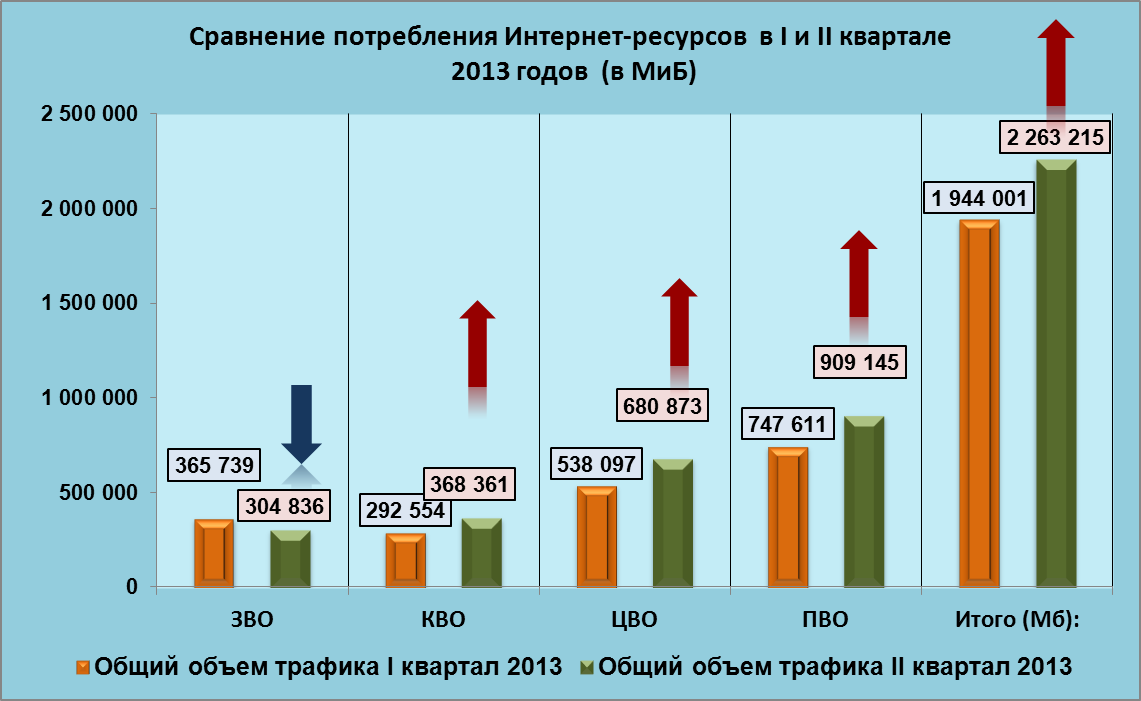 Сравнение потребления Интернет-ресурсов в I и II квартале
2013 годов (в МиБ)
2 500 000
2 000 000
1 500 000
1 000 000
500 000
0
365 739
304 836
292 554
368 361
538 097
680 873
747 611
909 145
1 944 001
2 263 215
ЗВО
КВО
ЦВО
ПВО
Итого (Мб):
Общий объем трафика I квартал 2013
Общий объем трафика II квартал 2013